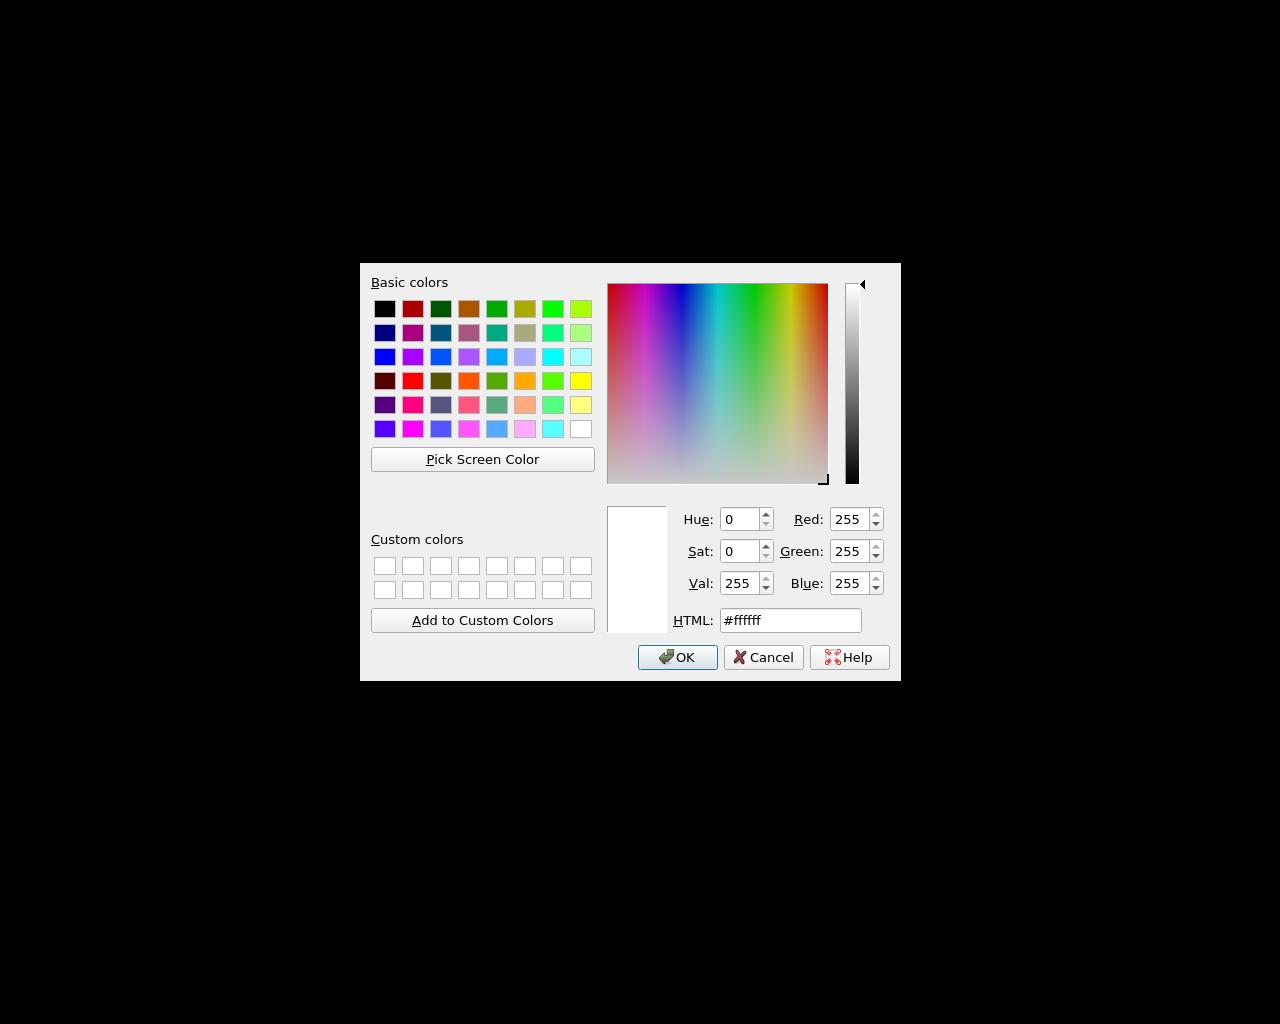 Basic colors
Pick Screen Color
Custom colors
Add to Custom Colors
Hue: 0 Red: 255
Sat: 0 Green: 255
Val: 255 Blue: 255
HTML: #ffffff
OK Cancel Help